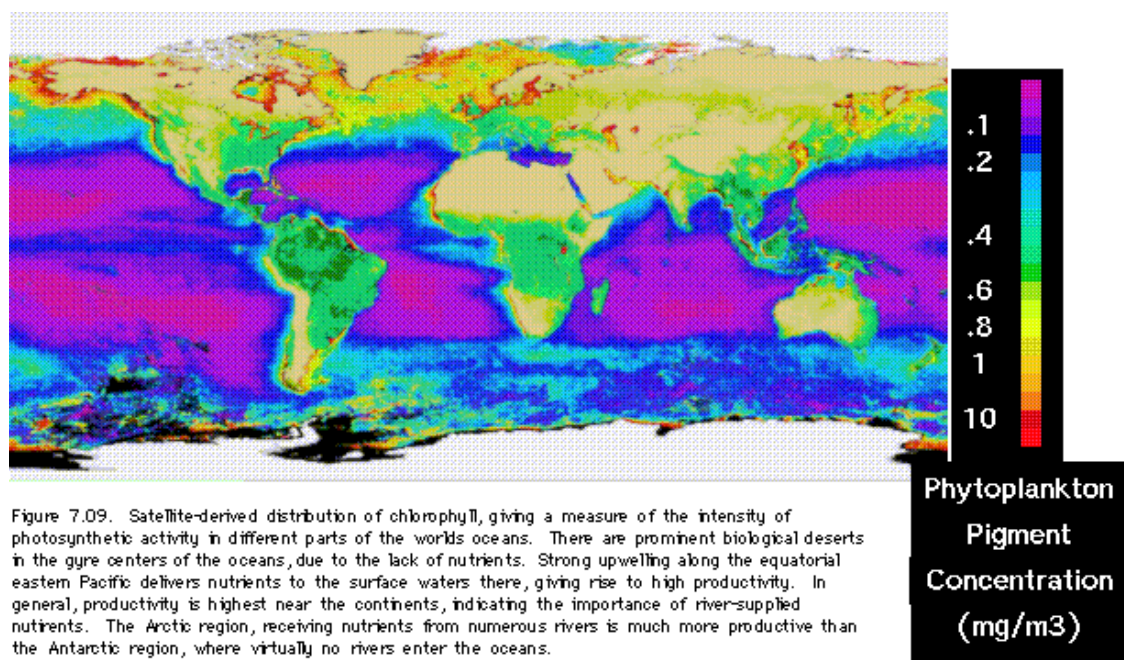 .1
.2
.4
.6
.8
1
10
Phytoplankton
Pigment
Concentration
(mg/m3)
Figure 7.09. Satellite-derived distribution of chlorophyll, giving a measure of the intensity of
photosynthetic activity in different parts of the worlds oceans. There are prominent biological deserts
in the gyre centers of the oceans, due to the lack of nutrients. Strong upwelling along the equatorial
eastern Pacific delivers nutrients to the surface waters there, giving rise to high productivity. In
general, productivity is highest near the continents, indicating the importance of river-supplied
nutirents. The Arctic region, receiving nutrients from numerous rivers is much more productive than
the Antarctic region, where virtually no rivers enter the oceans.